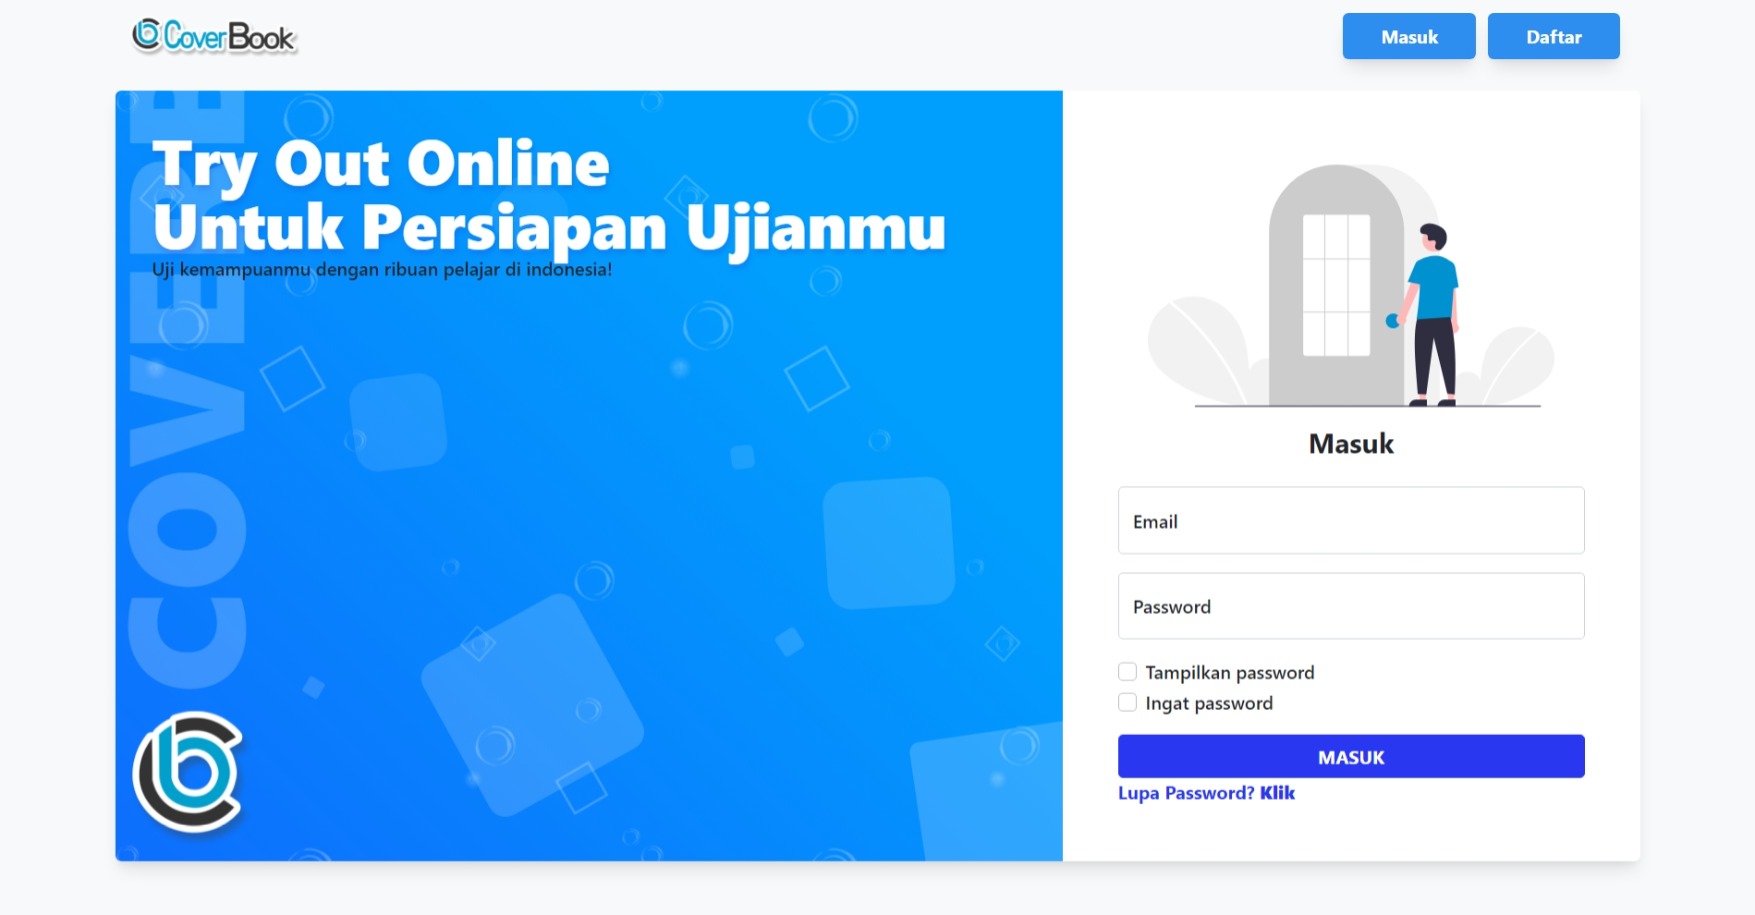 CoverBook
Masuk
Daftar
Try Out Online
Untuk Persiapan Ujianmu
Uji kemampuanmu dengan ribuan pelajar di indonesia!
COVERB
Masuk
Email
Password
Tampilkan password
Ingat password
MASUK
Lupa Password? Klik